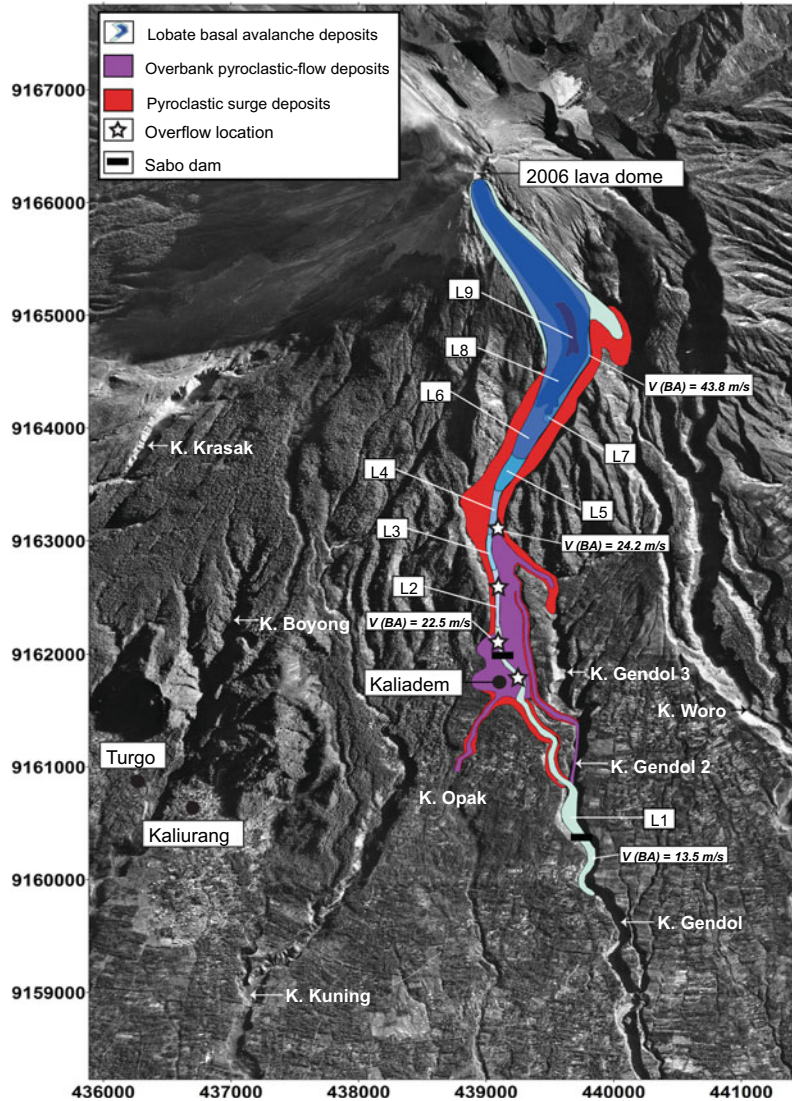 Lobate basal avalanche deposits
Overbank pyroclastic-flow deposits
Pyroclastic surge deposits
Overflow location
Sabo dam
9167000
9166000
9165000
9164000
9163000
9162000
9161000
9160000
9159000
2006 lava dome
L9
L8
V (BA) = 43.8 m/s
L6
K. Krasak
L7
L4
L5
L3
V (BA) = 24.2 m/s
L2
K. Boyong
V (BA) = 22.5 m/s
Kaliadem
K. Gendol 3
K. Woro
Turgo
K. Gendol 2
K. Opak
Kaliurang
L1
V (BA) = 13.5 m/s
K. Gendol
K. Kuning
436000 437000 438000 439000 440000 441000